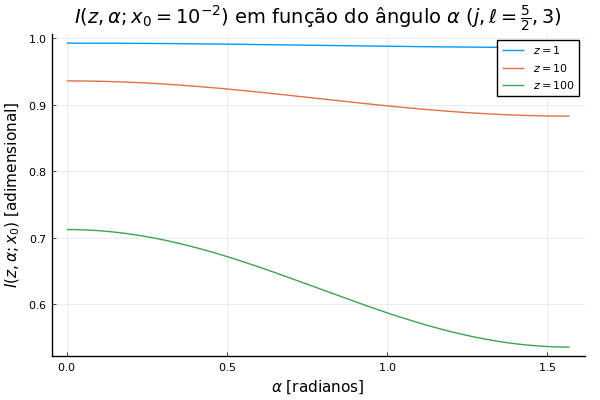 I(z, α; x₀ = 10⁻²) em função do ângulo α (j, ℓ = 5/2, 3)
z = 1
z = 10
z = 100
1.0
0.9
0.8
0.7
0.6
I(z, α; x₀) [adimensional]
0.0 0.5 1.0 1.5
α [radianos]